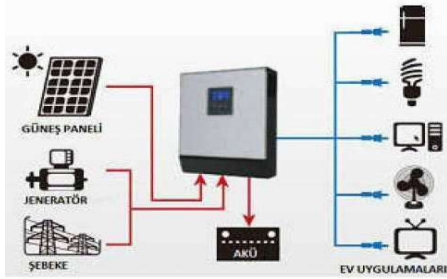 GÜNEŞ PANELİ
JENERATÖR
ŞEBEKE
AKÜ
EV UYGULAMALARI